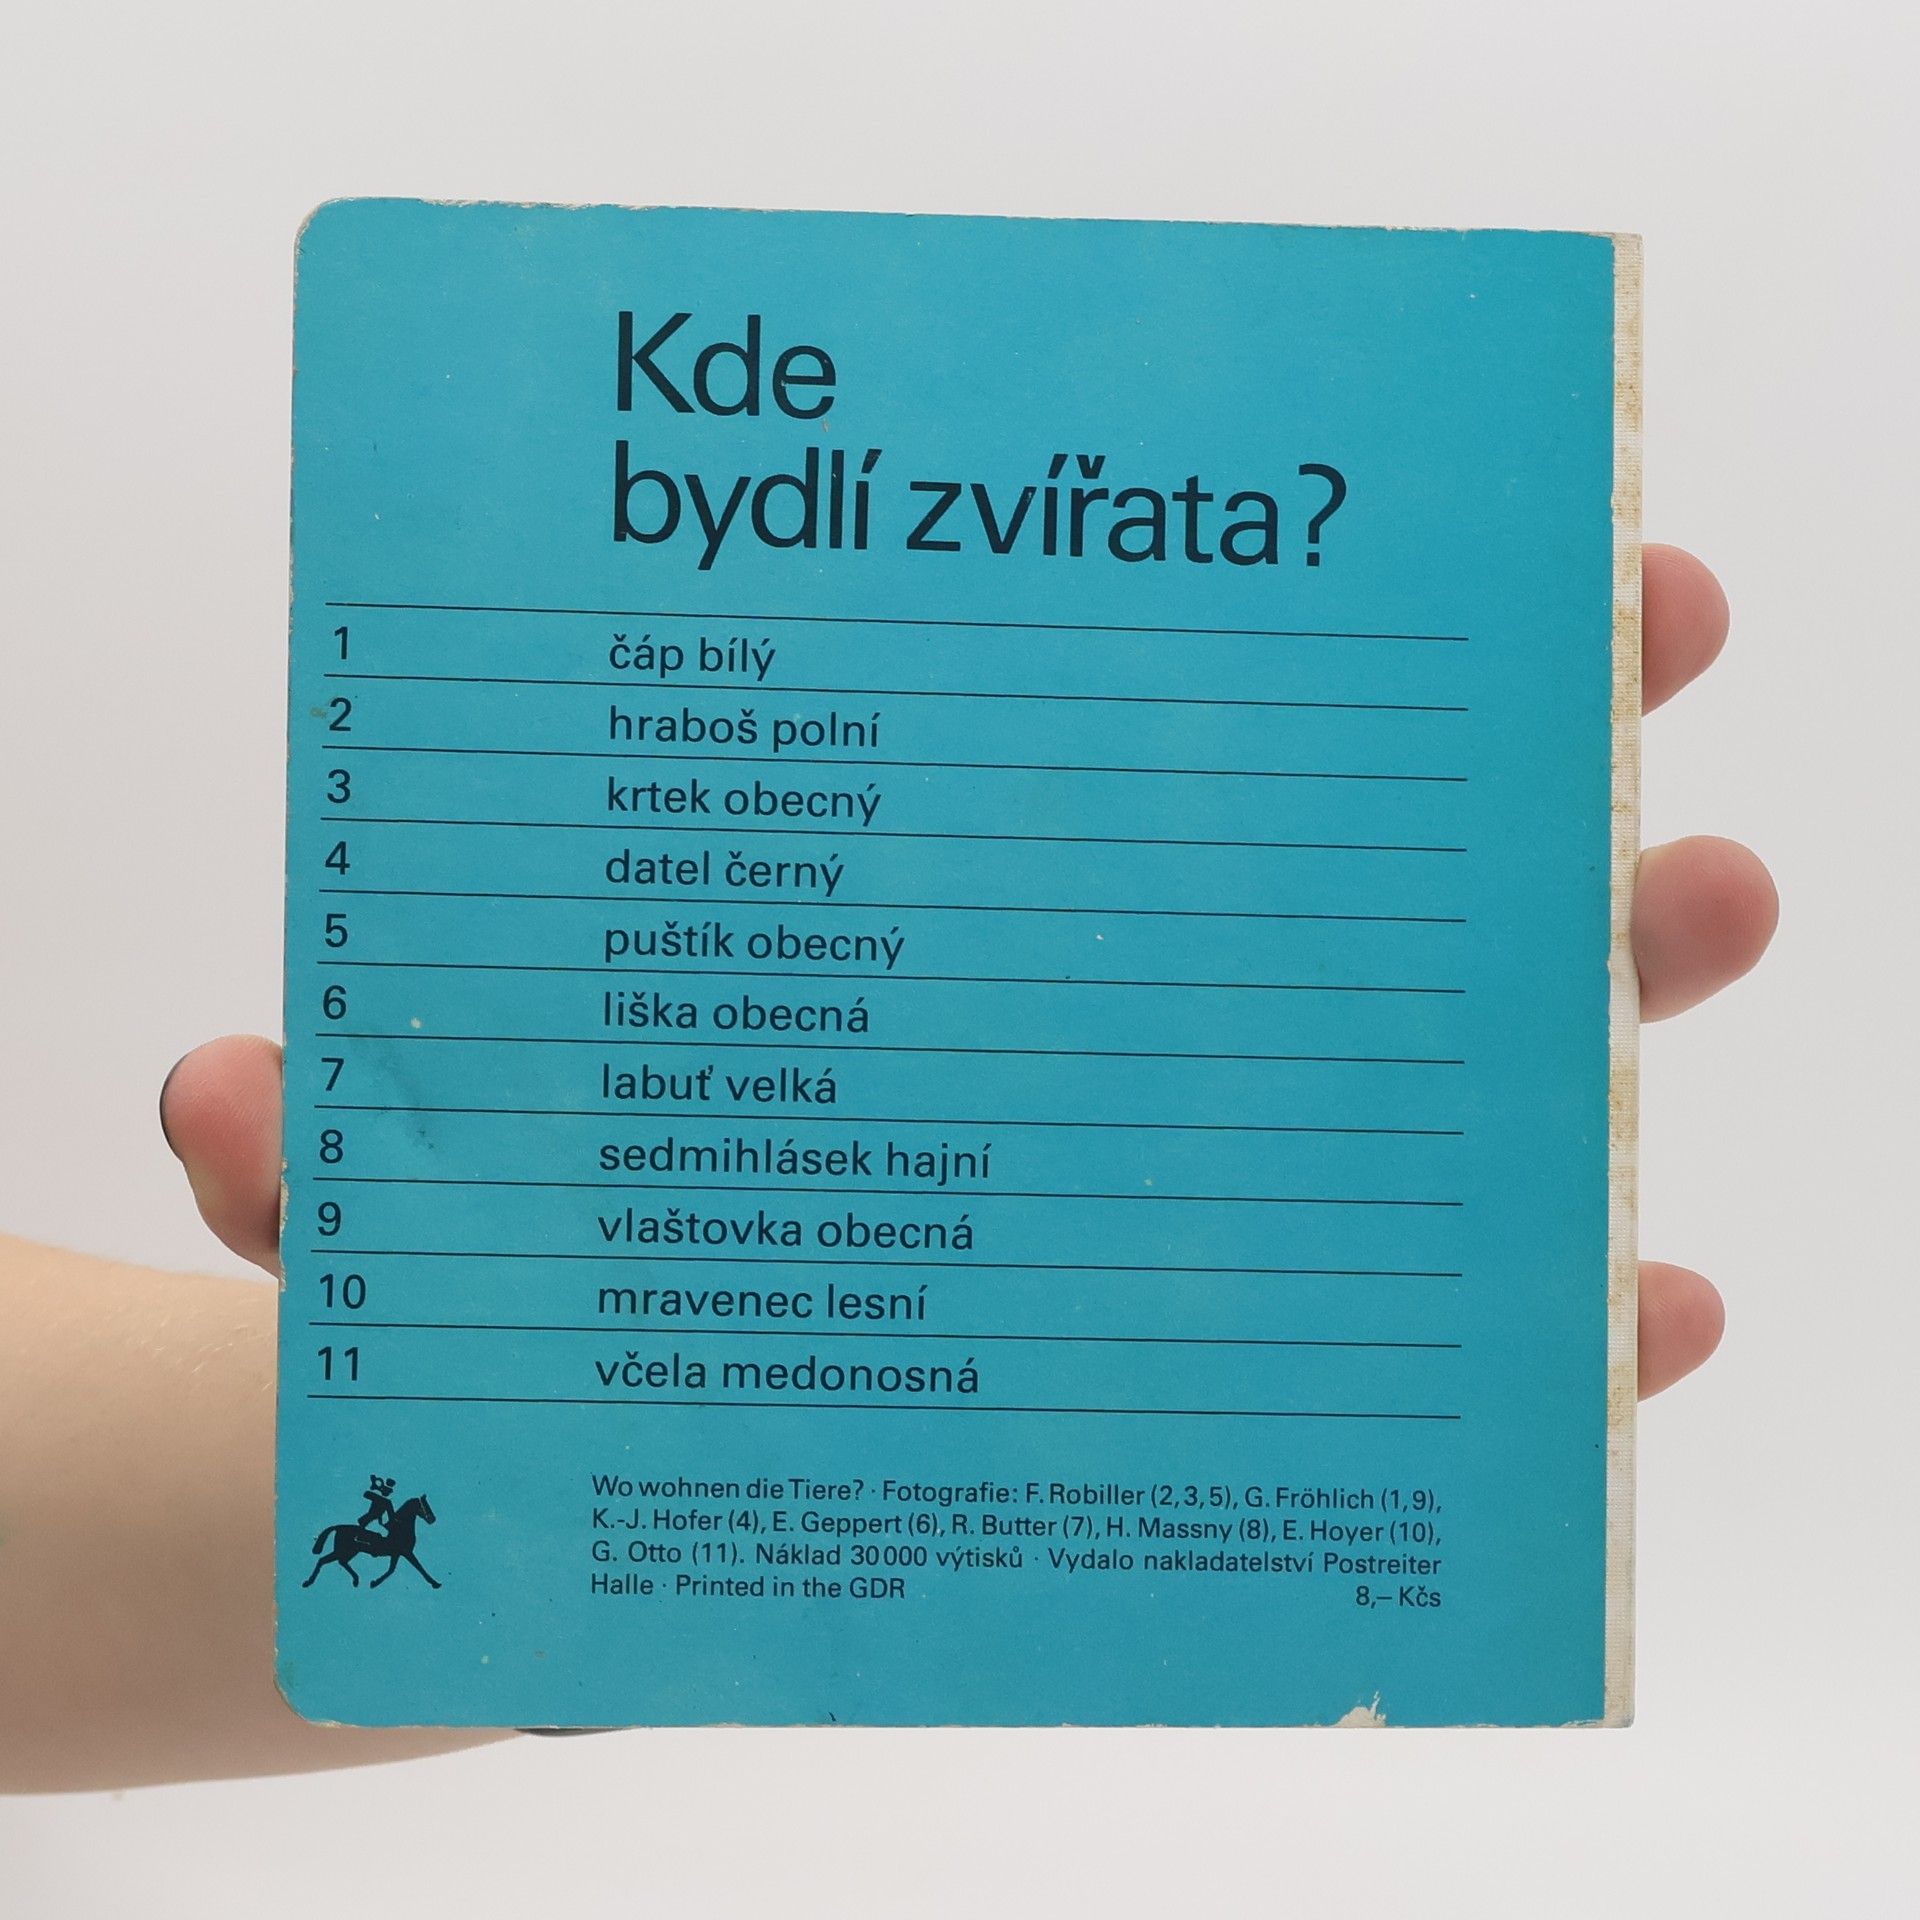 Kde
bydlí zvířata?
1 čáp bílý
2 hraboš polní
3 krtek obecný
4 datel černý
5 puštík obecný
6 liška obecná
7 labuť velká
8 sedmihlásek hajní
9 vlaštovka obecná
10 mravenec lesní
11 včela medonosná
Wo wohnen die Tiere? · Fotografie: F. Robiller (2,3,5), G. Fröhlich (1,9),
K.-J. Hofer (4), E. Geppert (6), R. Butter (7), H. Massny (8), E. Hoyer (10),
G. Otto (11). Náklad 30 000 výtisků · Vydalo nakladatelství Postreiter
Halle · Printed in the GDR 8,– Kčs